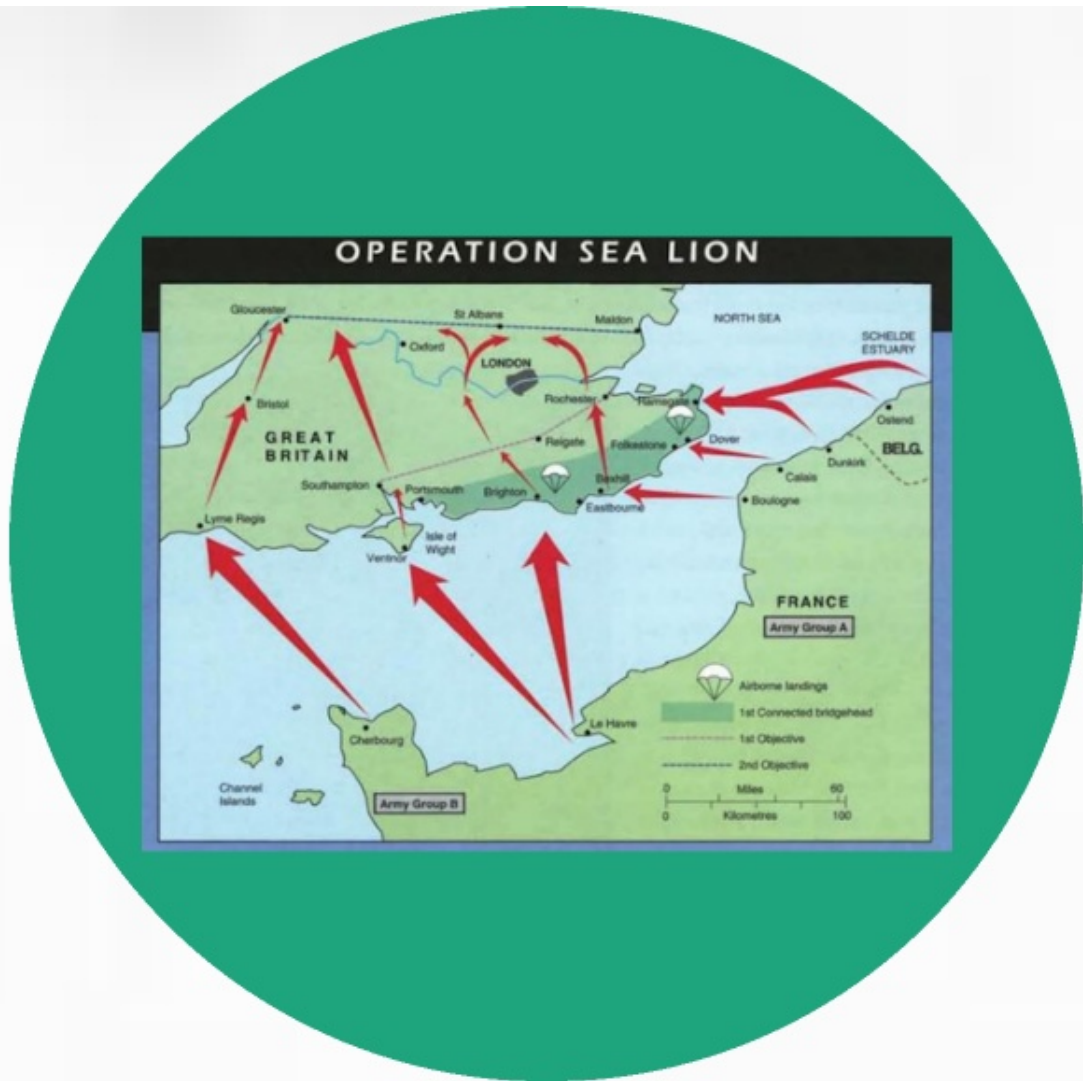 OPERATION SEA LION
Gloucester
St Albans
Maldon
NORTH SEA
SCHELDE
ESTUARY
Oxford
LONDON
Bristol
Rochester
Ramsgate
Ostend
GREAT
BRITAIN
Reigate
Folkestone
Dover
BELG.
Dunkirk
Calais
Southampton
Portsmouth
Brighton
Bexhill
Eastbourne
Boulogne
Lyme Regis
Isle of
Wight
Ventnor
FRANCE
Army Group A
Airborne landings
1st Connected bridgehead
Le Havre
1st Objective
Cherbourg
2nd Objective
Channel
Islands
Army Group B
0 Miles 60
0 Kilometres 100